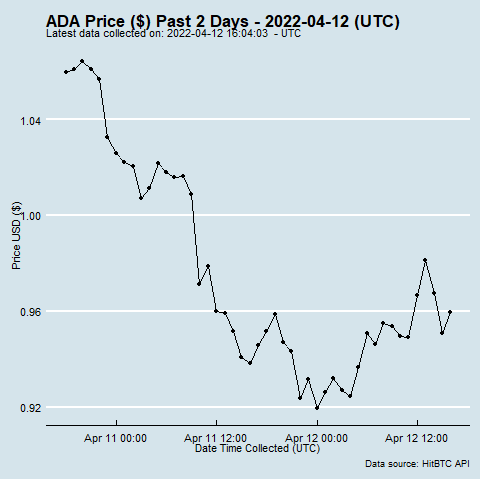 ADA Price ($) Past 2 Days - 2022-04-12 (UTC)
Latest data collected on: 2022-04-12 16:04:03 - UTC
1.04
1.00
0.96
0.92
Price USD ($)
Apr 11 00:00
Apr 11 12:00
Apr 12 00:00
Apr 12 12:00
Date Time Collected (UTC)
Data source: HitBTC API